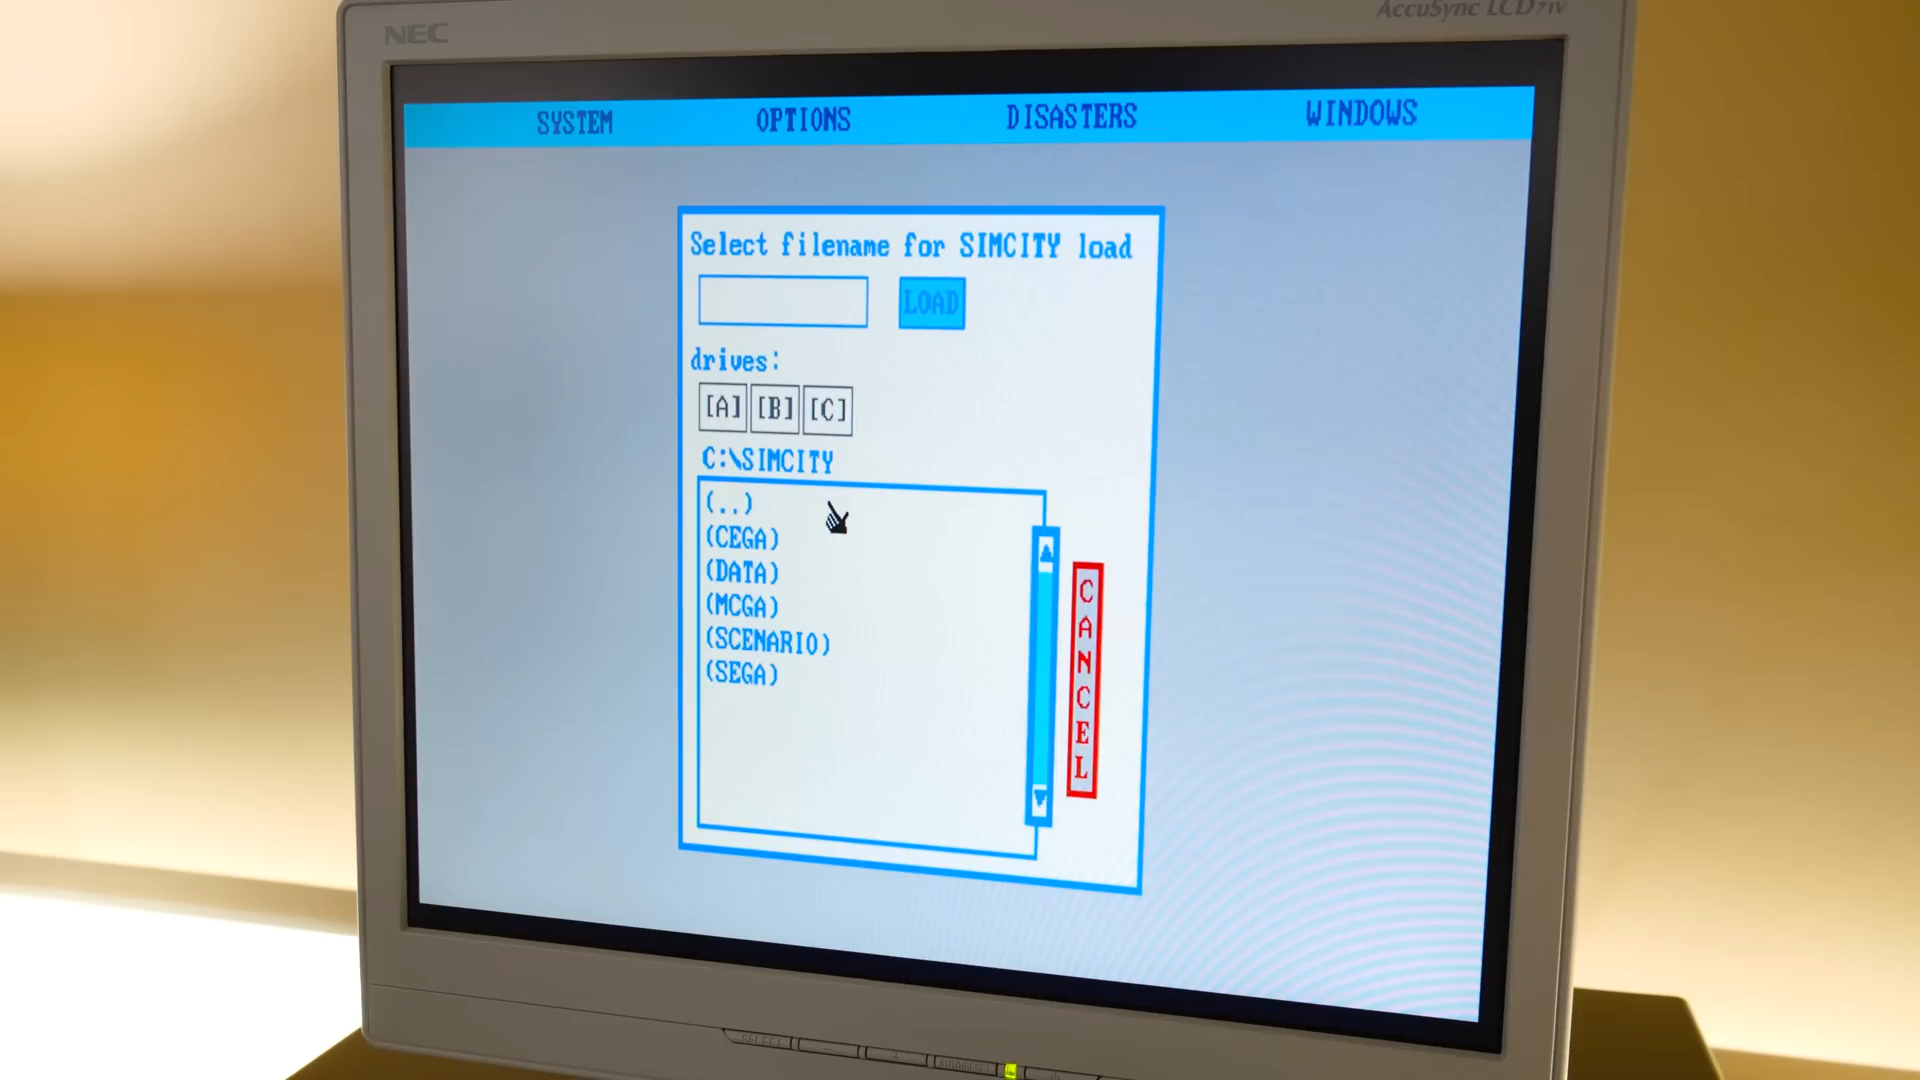 NEC
AccuSync LCD71V
SYSTEM OPTIONS DISASTERS WINDOWS
Select filename for SIMCITY load
LOAD
drives:
[A] [B] [C]
C:\SIMCITY
(..)
(CEGA)
(DATA)
(MCGA)
(SCENARIO)
(SEGA)
CANCEL
SELECT
- +